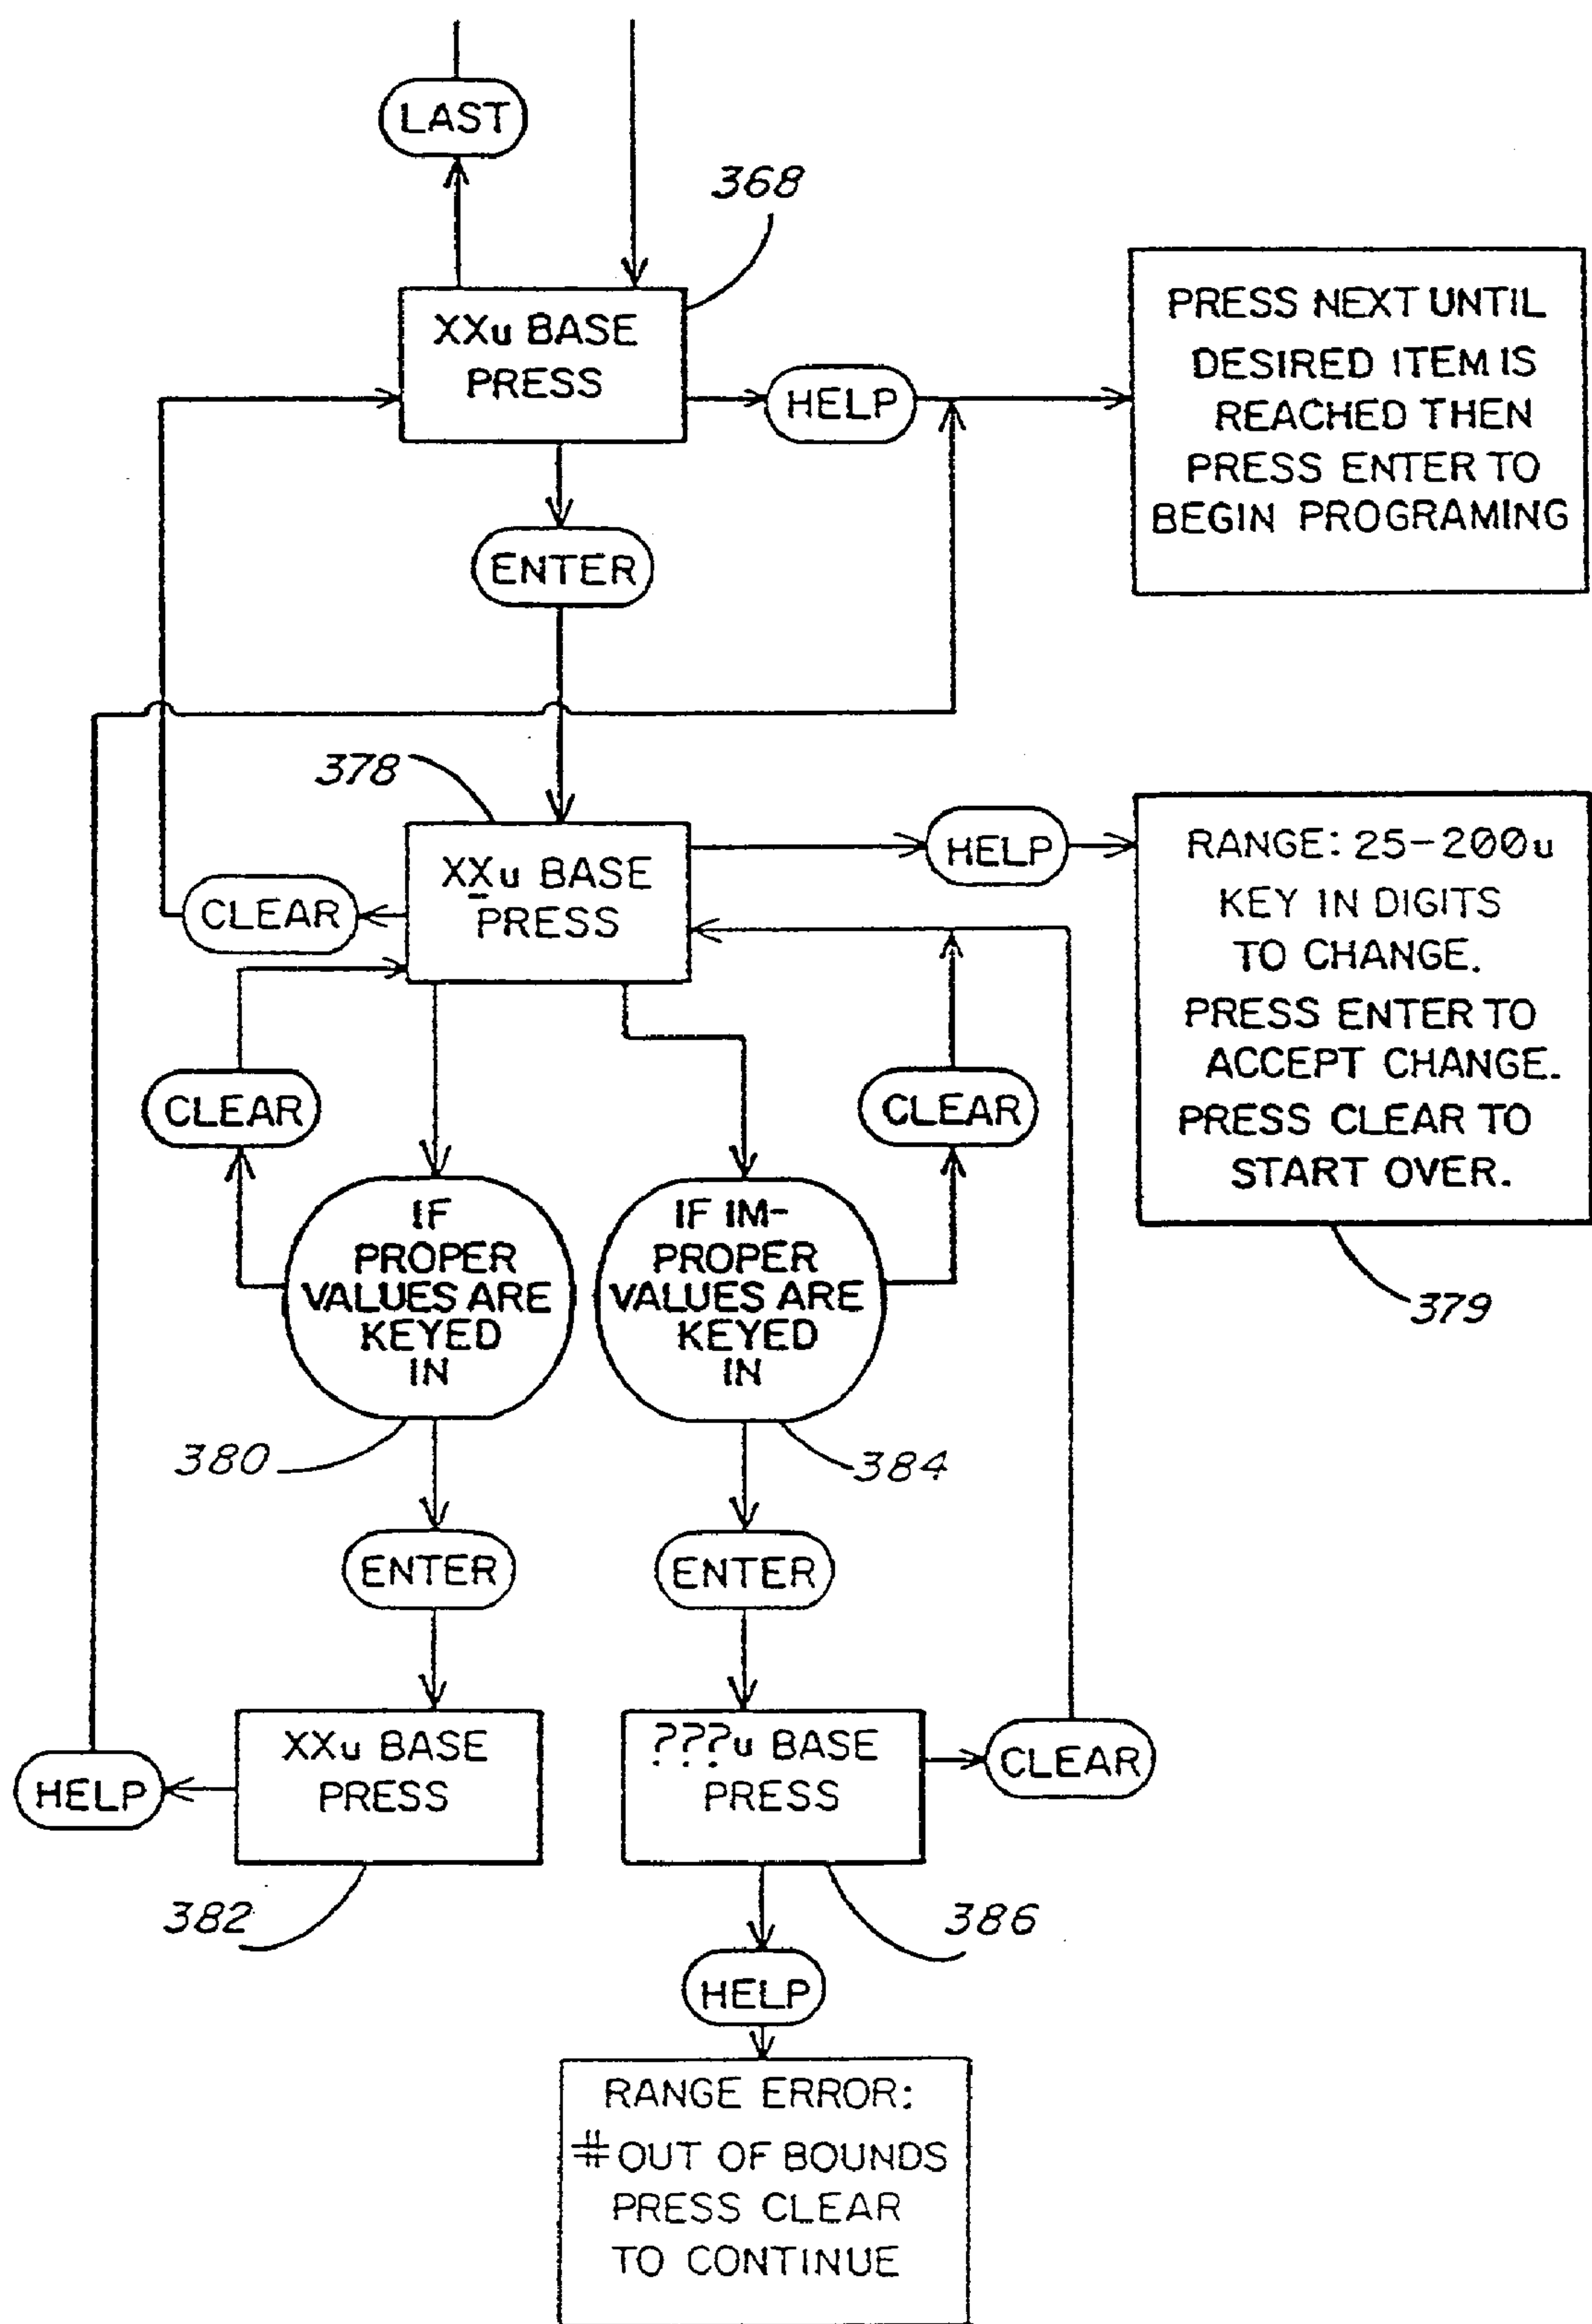 LAST
368
XXu BASE
PRESS
HELP
PRESS NEXT UNTIL
DESIRED ITEM IS
REACHED THEN
PRESS ENTER TO
BEGIN PROGRAMING
ENTER
378
XXu BASE
PRESS
HELP
RANGE: 25-200u
KEY IN DIGITS
TO CHANGE.
PRESS ENTER TO
ACCEPT CHANGE.
PRESS CLEAR TO
START OVER.
379
CLEAR
CLEAR
CLEAR
IF
PROPER
VALUES ARE
KEYED
IN
380
IF IM-
PROPER
VALUES ARE
KEYED
IN
384
ENTER
ENTER
HELP
XXu BASE
PRESS
382
???u BASE
PRESS
CLEAR
386
HELP
RANGE ERROR:
#OUT OF BOUNDS
PRESS CLEAR
TO CONTINUE